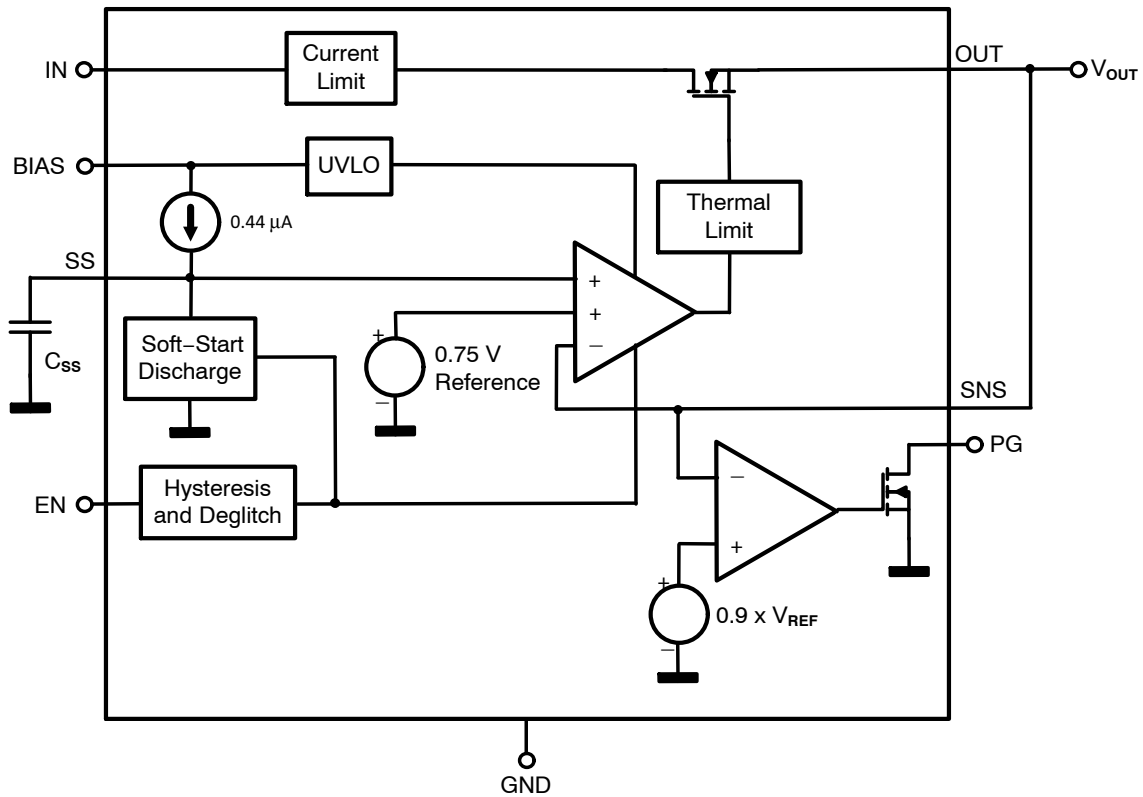 IN
Current
Limit
OUT
VOUT
BIAS
UVLO
0.44 µA
Thermal
Limit
SS
+
+
−
CSS
Soft−Start
Discharge
+
−
0.75 V
Reference
SNS
PG
EN
Hysteresis
and Deglitch
−
+
+
−
0.9 x VREF
GND